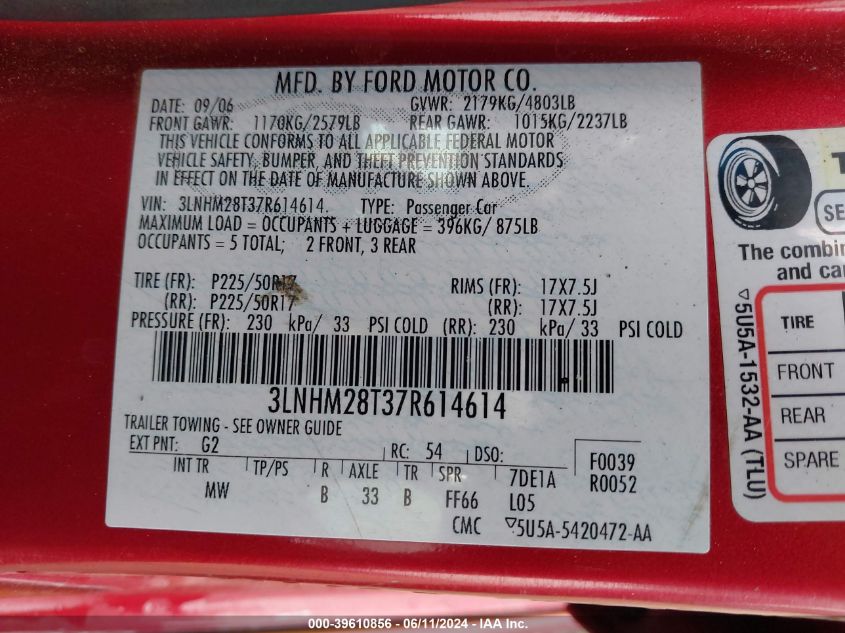 MFD. BY FORD MOTOR CO.
DATE: 09/06 GVWR: 2179KG/4803LB
FRONT GAWR: 1170KG/2579LB REAR GAWR: 1015KG/2237LB
THIS VEHICLE CONFORMS TO ALL APPLICABLE FEDERAL MOTOR
VEHICLE SAFETY, BUMPER, AND THEFT PREVENTION STANDARDS
IN EFFECT ON THE DATE OF MANUFACTURE SHOWN ABOVE.
VIN: 3LNHM28T37R614614. TYPE: Passenger Car
MAXIMUM LOAD = OCCUPANTS + LUGGAGE = 396KG/ 875LB
OCCUPANTS = 5 TOTAL; 2 FRONT, 3 REAR
TIRE (FR): P225/50R17 RIMS (FR): 17X7.5J
(RR): P225/50R17 (RR): 17X7.5J
PRESSURE (FR): 230 kPa/ 33 PSI COLD (RR): 230 kPa/ 33 PSI COLD
3LNHM28T37R614614
TRAILER TOWING - SEE OWNER GUIDE
EXT PNT: G2 RC: 54 DSO: F0039
INT TR TP/PS R AXLE TR SPR 7DE1A R0052
MW B 33 B FF66 L05
CMC 5U5A-5420472-AA
The combin
and ca
TIRE
FRONT
REAR
SPARE
5U5A-1532-AA (TLU)
000-39610856 - 06/11/2024 - IAA Inc.